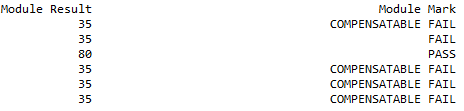 Module Result Module Mark
35 COMPENSATABLE FAIL
35 FAIL
80 PASS
35 COMPENSATABLE FAIL
35 COMPENSATABLE FAIL
35 COMPENSATABLE FAIL